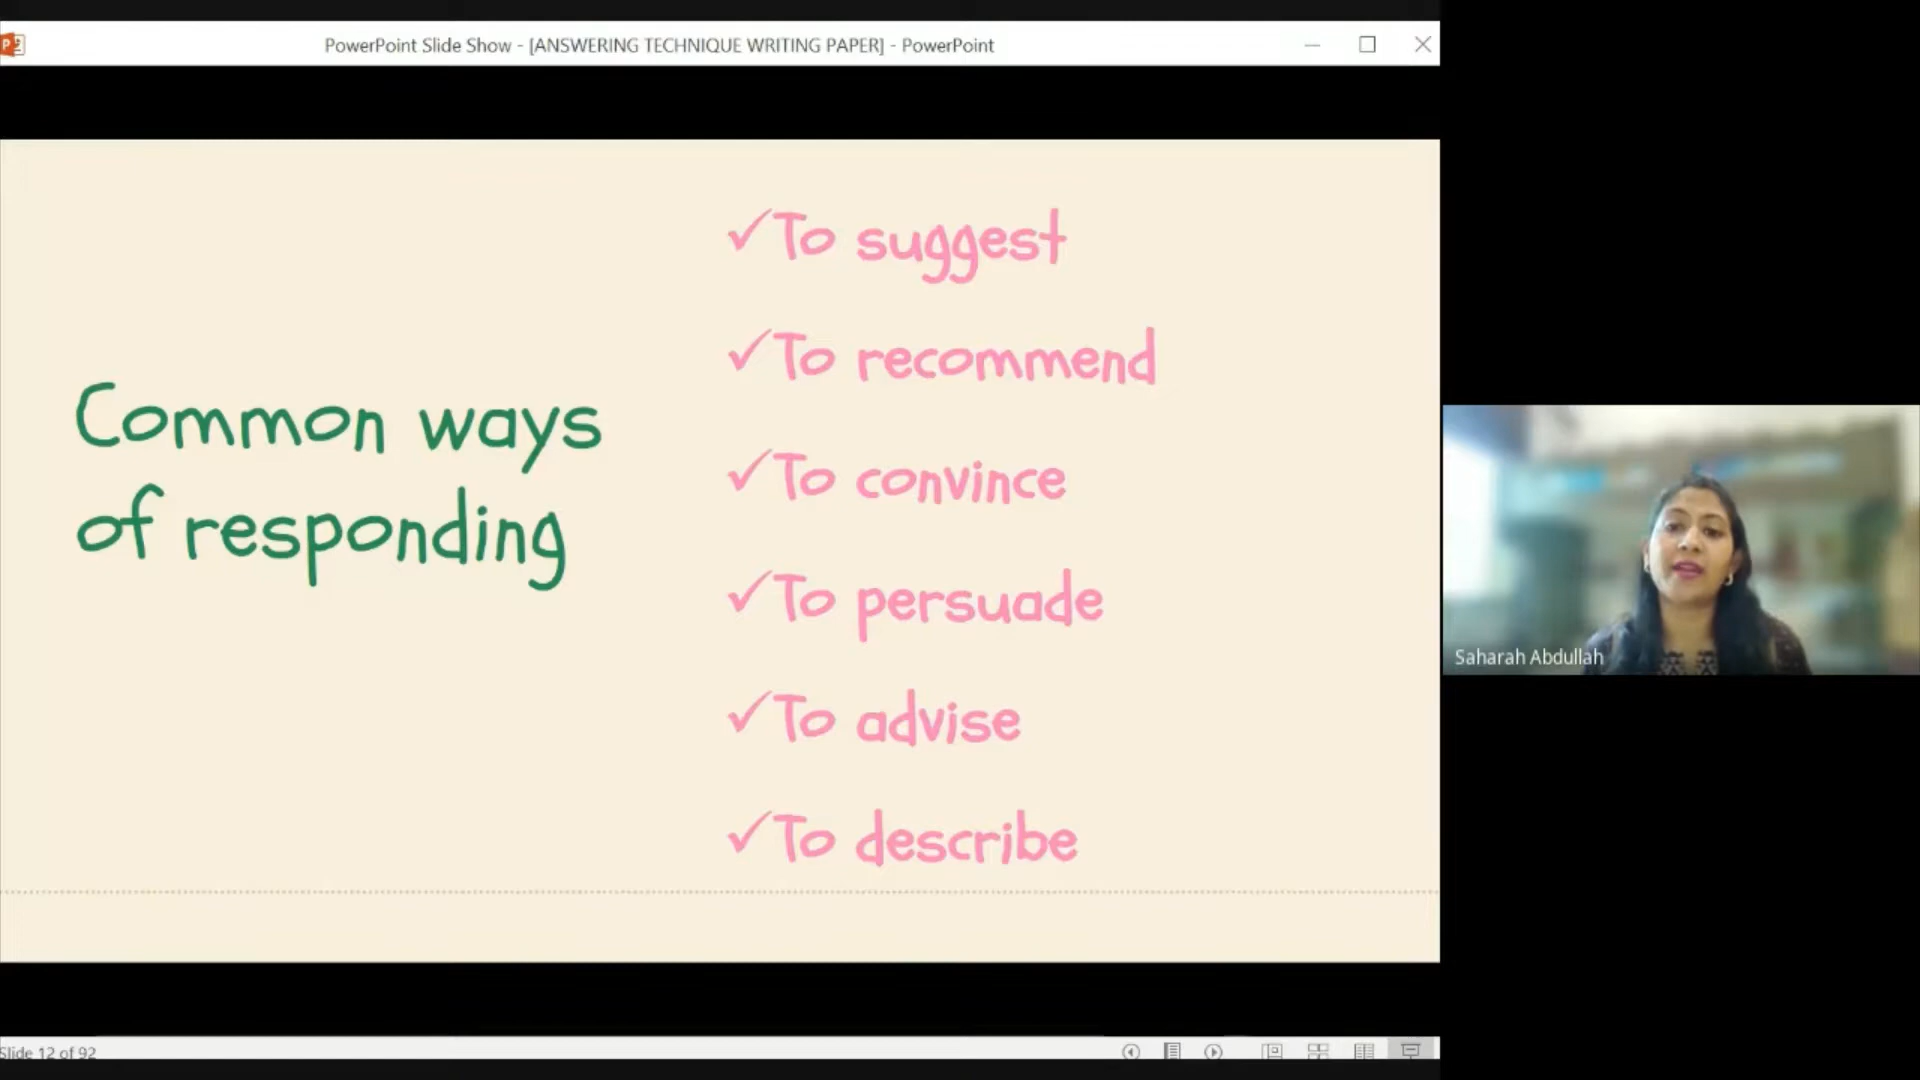 PowerPoint Slide Show - [ANSWERING TECHNIQUE WRITING PAPER] - PowerPoint
Common ways
of responding
✓To suggest
✓To recommend
✓To convince
✓To persuade
✓To advise
✓To describe
Saharah Abdullah
Slide 12 of 92